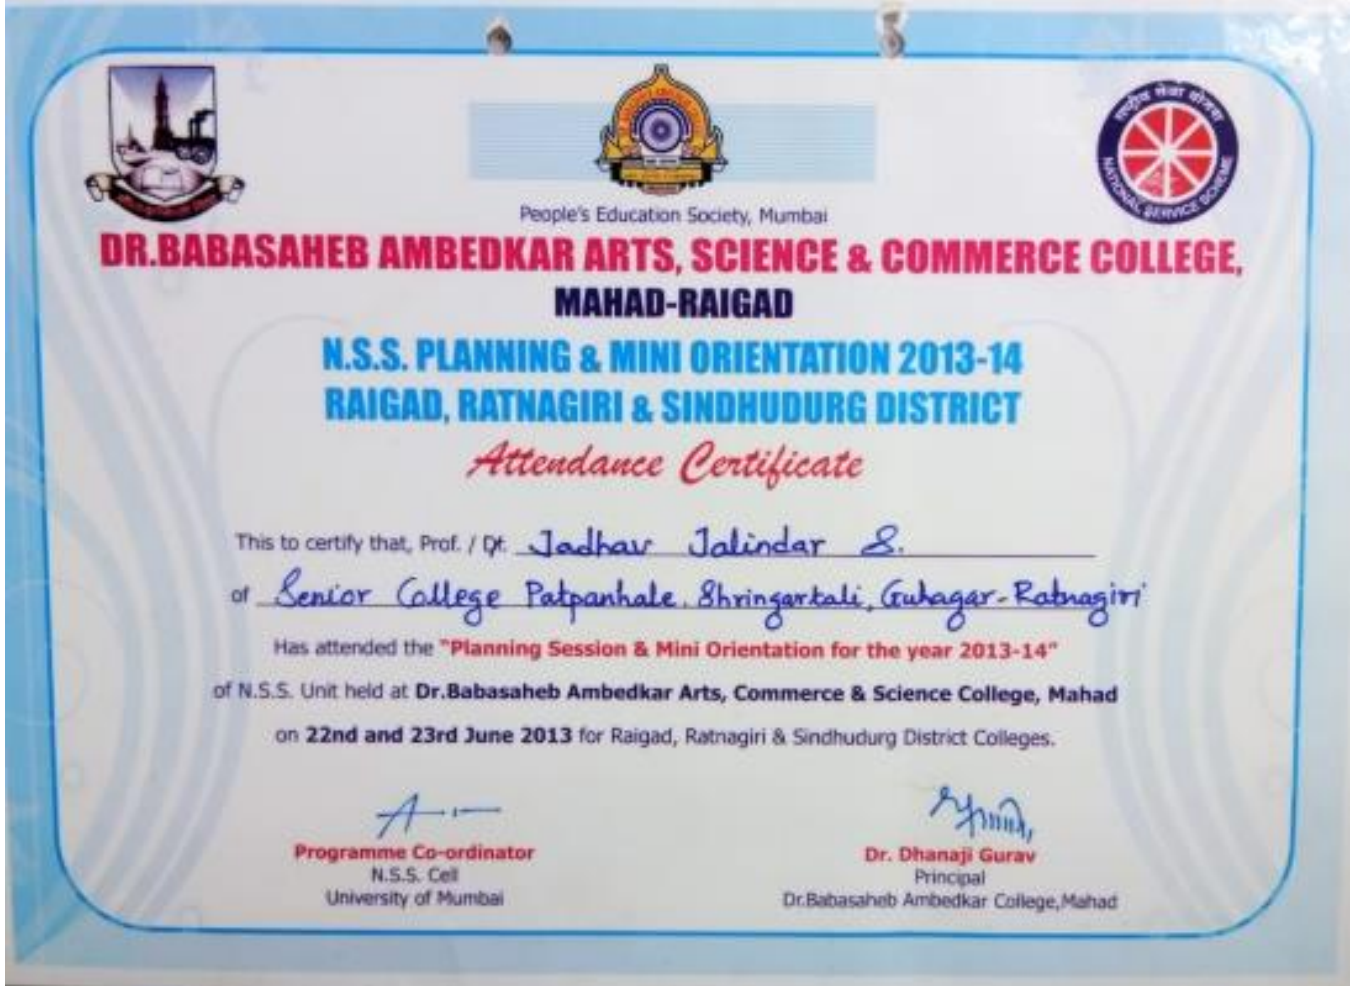 People's Education Society, Mumbai
राष्ट्रीय सेवा योजना
NATIONAL SERVICE SCHEME
DR.BABASAHEB AMBEDKAR ARTS, SCIENCE & COMMERCE COLLEGE,
MAHAD-RAIGAD
N.S.S. PLANNING & MINI ORIENTATION 2013-14
RAIGAD, RATNAGIRI & SINDHUDURG DISTRICT
Attendance Certificate
This to certify that, Prof. / Dr. Jadhav Jalindar S.
of Senior College Patpanhale, Shringartali, Guhagar-Ratnagiri
Has attended the "Planning Session & Mini Orientation for the year 2013-14"
of N.S.S. Unit held at Dr.Babasaheb Ambedkar Arts, Commerce & Science College, Mahad
on 22nd and 23rd June 2013 for Raigad, Ratnagiri & Sindhudurg District Colleges.
Programme Co-ordinator
N.S.S. Cell
University of Mumbai
Dr. Dhanaji Gurav
Principal
Dr.Babasaheb Ambedkar College,Mahad